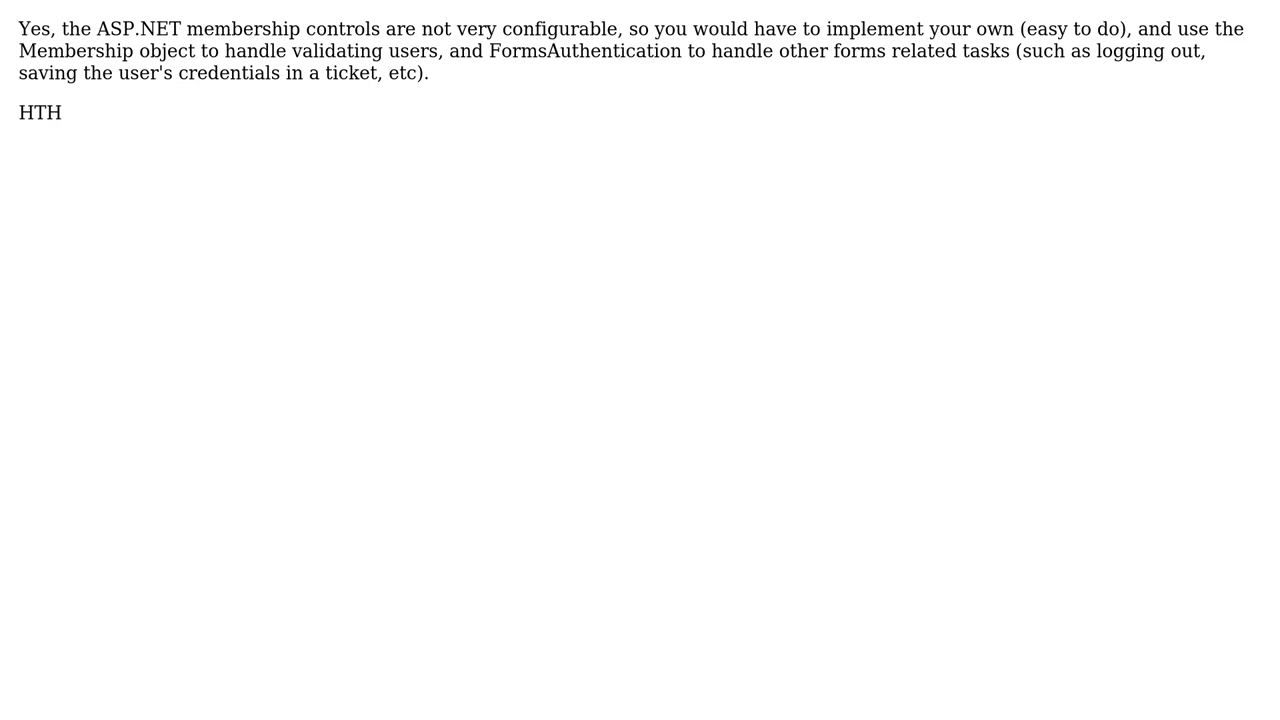 Yes, the ASP.NET membership controls are not very configurable, so you would have to implement your own (easy to do), and use the
Membership object to handle validating users, and FormsAuthentication to handle other forms related tasks (such as logging out,
saving the user's credentials in a ticket, etc).
HTH